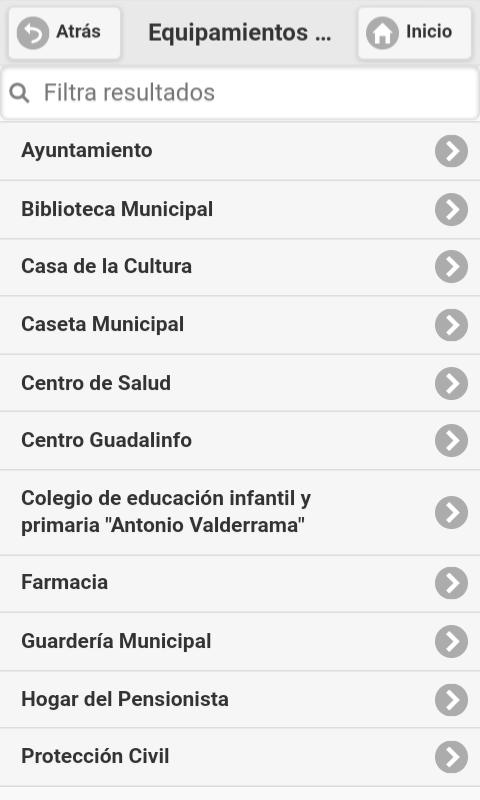 Atrás
Equipamientos ...
Inicio
Filtra resultados
Ayuntamiento
Biblioteca Municipal
Casa de la Cultura
Caseta Municipal
Centro de Salud
Centro Guadalinfo
Colegio de educación infantil y
primaria "Antonio Valderrama"
Farmacia
Guardería Municipal
Hogar del Pensionista
Protección Civil